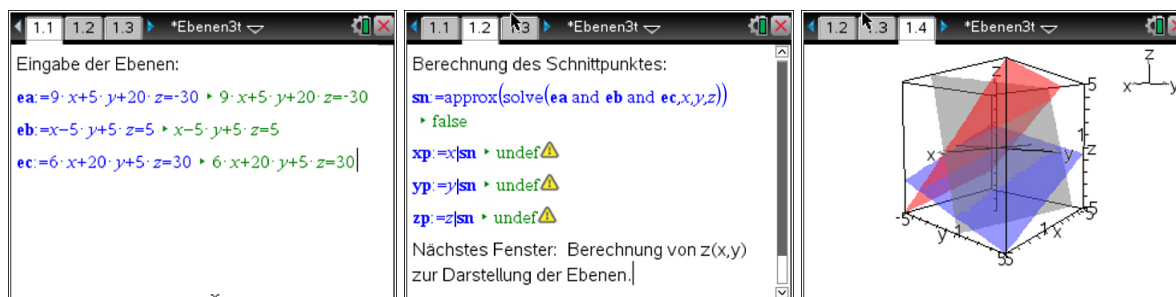 1.1 1.2 1.3 *Ebenen3t
Eingabe der Ebenen:
ea:=9·x+5·y+20·z=-30 ▸ 9·x+5·y+20·z=-30
eb:=x−5·y+5·z=5 ▸ x−5·y+5·z=5
ec:=6·x+20·y+5·z=30 ▸ 6·x+20·y+5·z=30
1.1 1.2 1.3 *Ebenen3t
Berechnung des Schnittpunktes:
sn:=approx(solve(ea and eb and ec,x,y,z))
▸ false
xp:=x|sn ▸ undef
yp:=y|sn ▸ undef
zp:=z|sn ▸ undef
Nächstes Fenster: Berechnung von z(x,y)
zur Darstellung der Ebenen.
1.2 1.3 1.4 *Ebenen3t
z
x y
z 5
1
x y z
-5 5
y 1 1 x
5 5